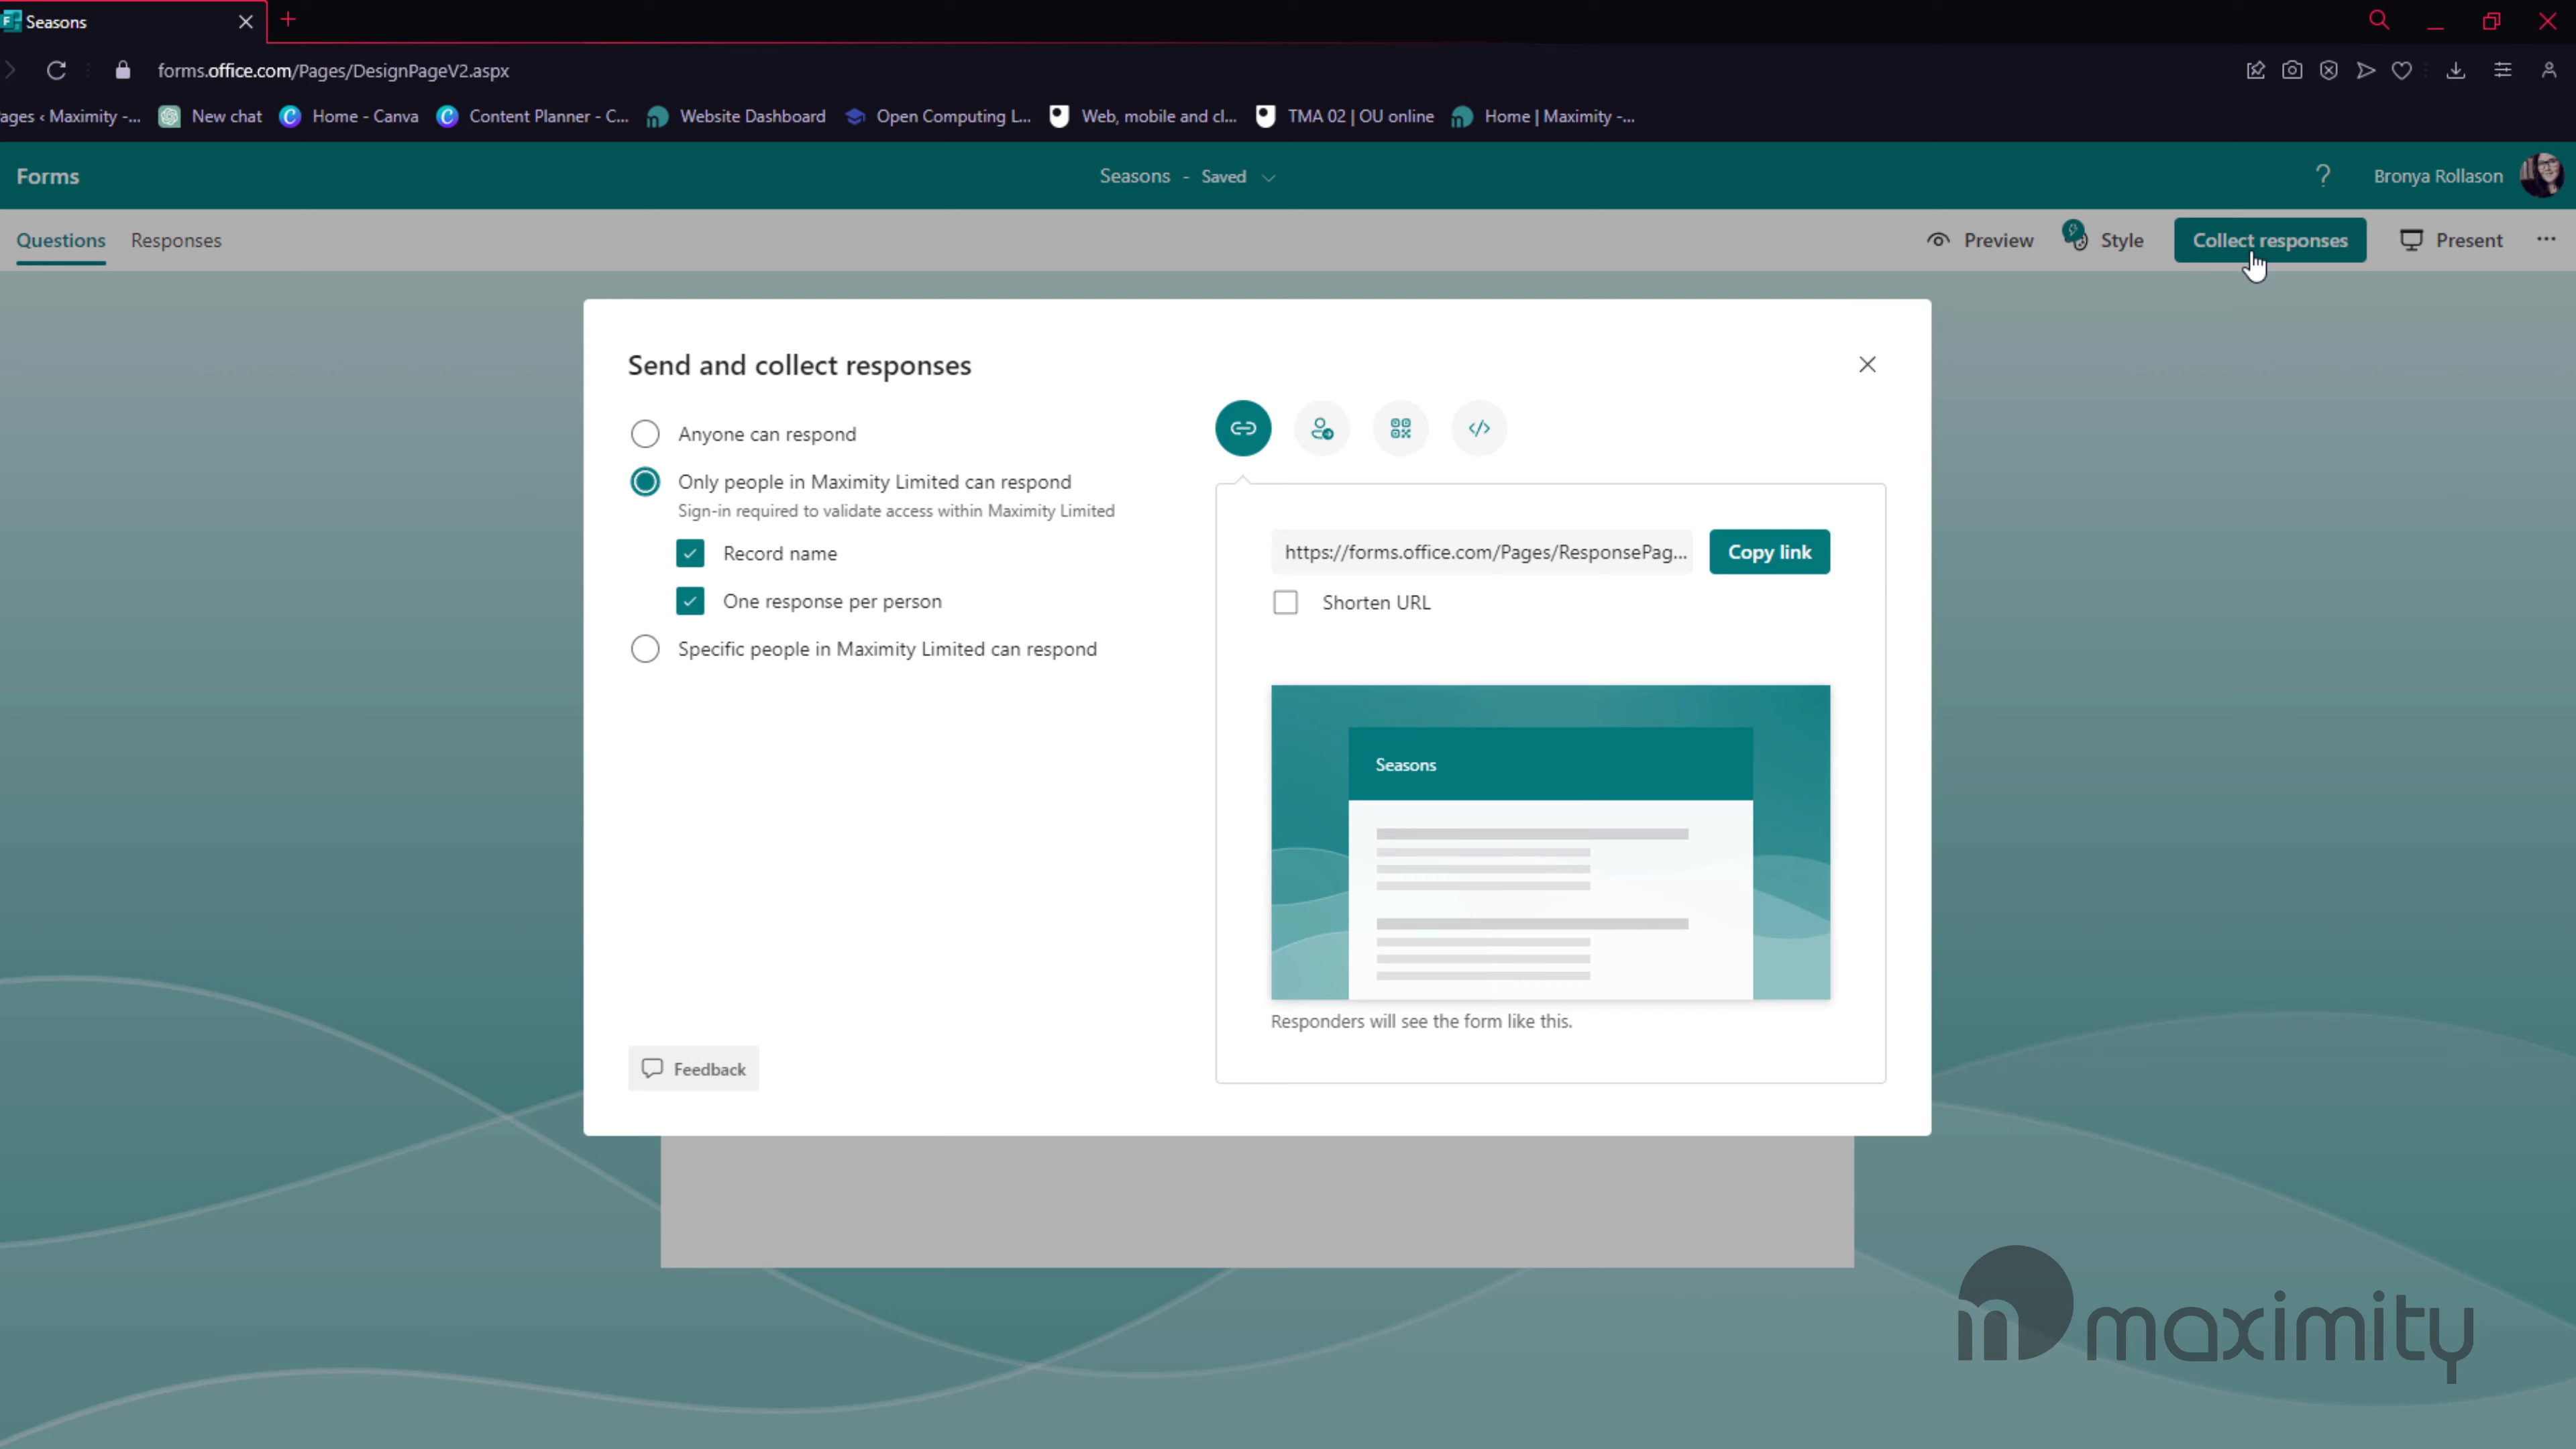 Seasons
forms.office.com/Pages/DesignPageV2.aspx
ages ‹ Maximity -... New chat Home - Canva Content Planner - C... Website Dashboard Open Computing L... Web, mobile and cl... TMA 02 | OU online Home | Maximity -...
Forms Seasons - Saved ? Bronya Rollason
Questions Responses Preview Style Collect responses Present ...
Send and collect responses
Anyone can respond
Only people in Maximity Limited can respond
Sign-in required to validate access within Maximity Limited
Record name
One response per person
Specific people in Maximity Limited can respond
Feedback
https://forms.office.com/Pages/ResponsePag... Copy link
Shorten URL
Seasons
Responders will see the form like this.
maximity